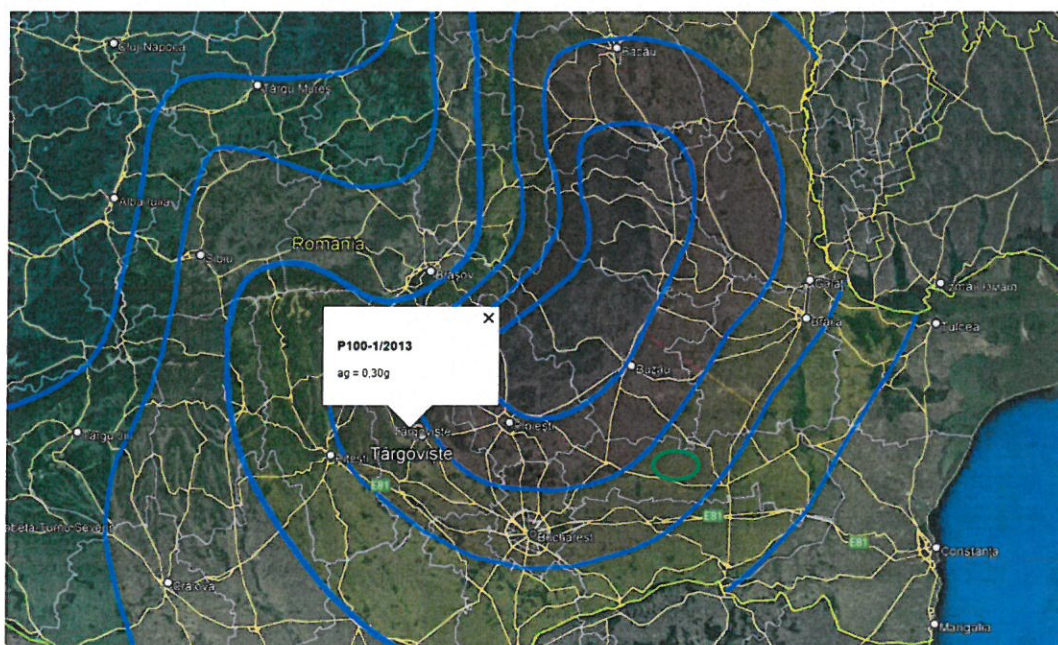 Cluj-Napoca
Bacău
Târgu Mureș
Alba Iulia
România
Sibiu
Brașov
Galați
Brăila
Tulcea
P100-1/2013
ag = 0,30g
Buzău
Târgu Jiu
Târgoviște
Ploiești
Pitești
Târgoviște
E81
E81
E81
București
Constanța
Craiova
Mangalia